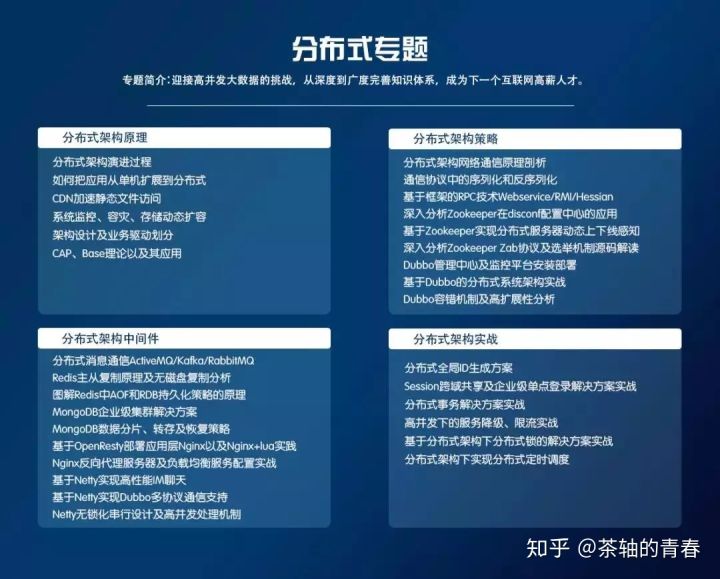 分布式专题
专题简介:迎接高并发大数据的挑战，从深度到广度完善知识体系，成为下一个互联网高薪人才。
分布式架构原理
分布式架构演进过程
如何把应用从单机扩展到分布式
CDN加速静态文件访问
系统监控、容灾、存储动态扩容
架构设计及业务驱动划分
CAP、Base理论以及其应用
分布式架构策略
分布式架构网络通信原理剖析
通信协议中的序列化和反序列化
基于框架的RPC技术Webservice/RMI/Hessian
深入分析Zookeeper在disconf配置中心的应用
基于Zookeeper实现分布式服务器动态上下线感知
深入分析Zookeeper Zab协议及选举机制源码解读
Dubbo管理中心及监控平台安装部署
基于Dubbo的分布式系统架构实战
Dubbo容错机制及高扩展性分析
分布式架构中间件
分布式消息通信ActiveMQ/Kafka/RabbitMQ
Redis主从复制原理及无磁盘复制分析
图解Redis中AOF和RDB持久化策略的原理
MongoDB企业级集群解决方案
MongoDB数据分片、转存及恢复策略
基于OpenResty部署应用层Nginx以及Nginx+lua实践
Nginx反向代理服务器及负载均衡服务配置实战
基于Netty实现高性能IM聊天
基于Netty实现Dubbo多协议通信支持
Netty无锁化串行设计及高并发处理机制
分布式架构实战
分布式全局ID生成方案
Session跨域共享及企业级单点登录解决方案实战
分布式事务解决方案实战
高并发下的服务降级、限流实战
基于分布式架构下分布式锁的解决方案实战
分布式架构下实现分布式定时调度
知乎 @茶轴的青春